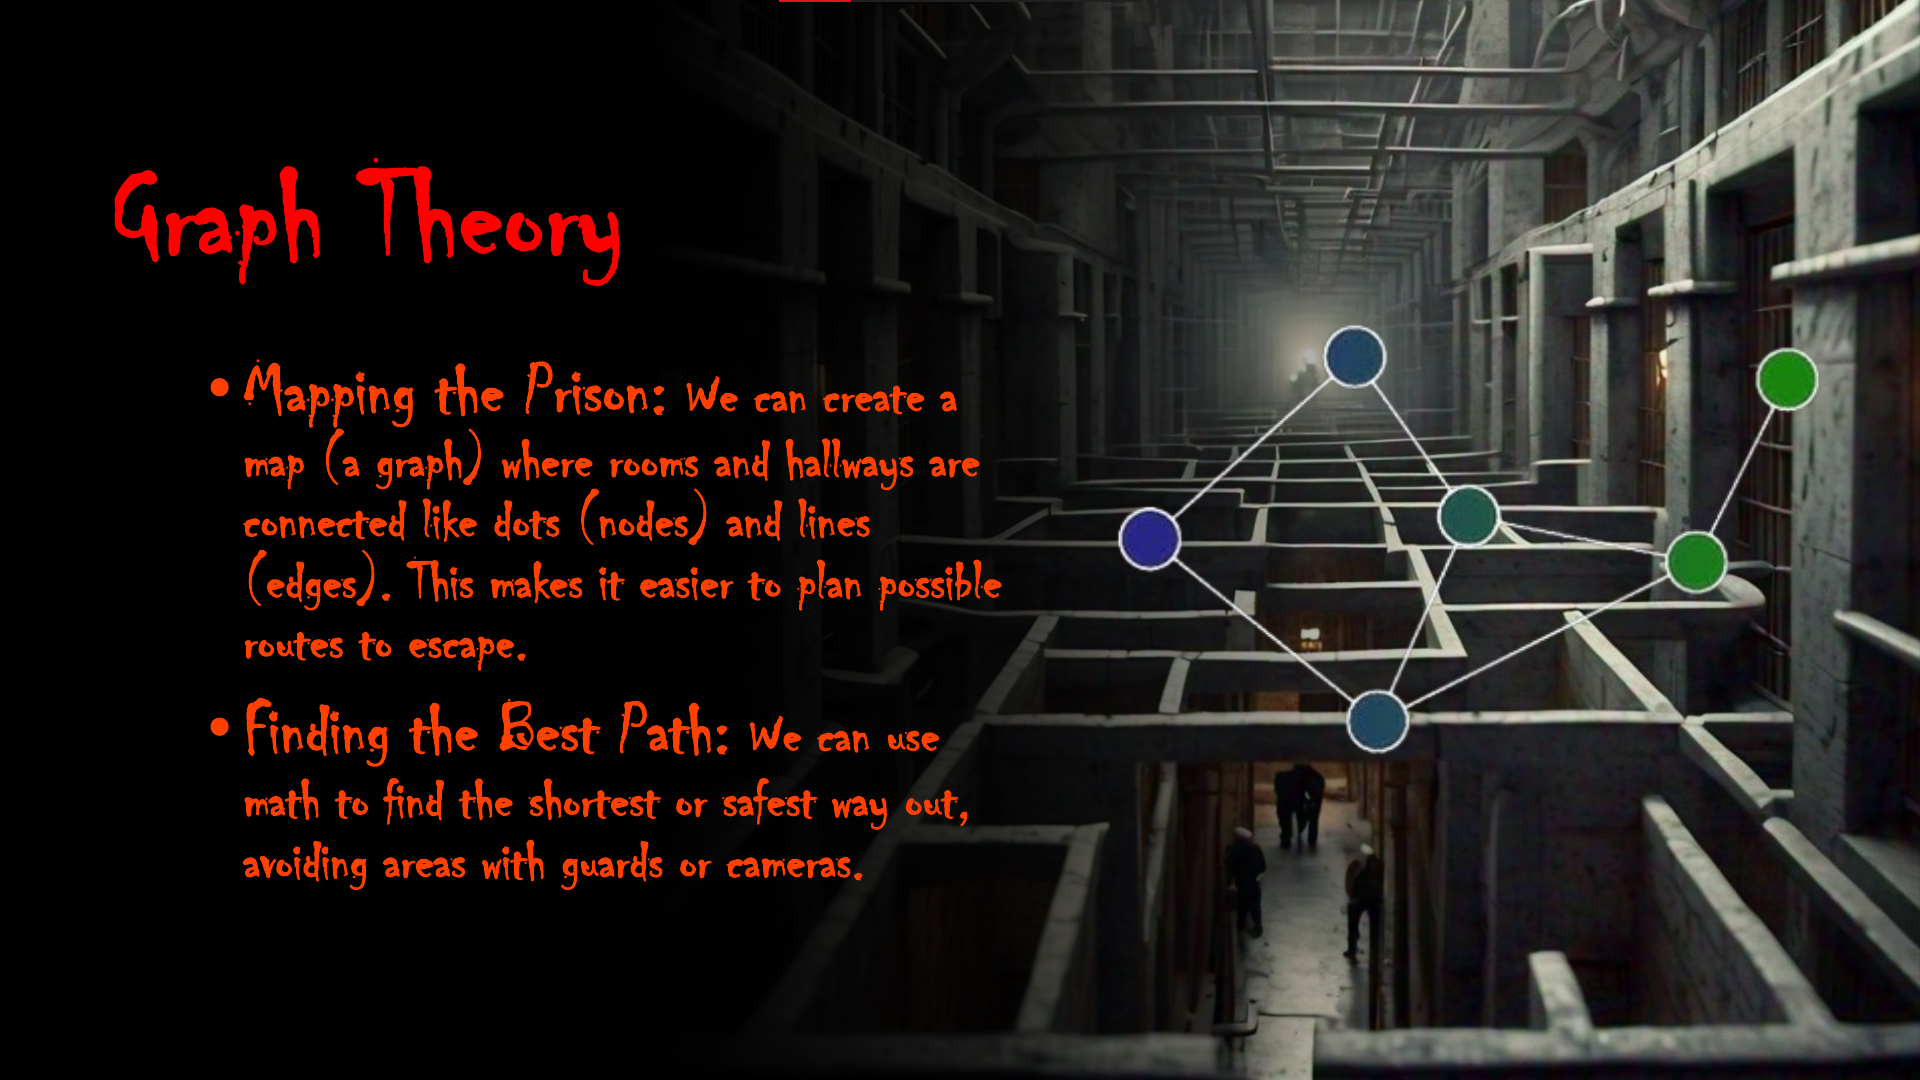 Graph Theory
• Mapping the Prison: We can create a
map (a graph) where rooms and hallways are
connected like dots (nodes) and lines
(edges). This makes it easier to plan possible
routes to escape.
• Finding the Best Path: We can use
math to find the shortest or safest way out,
avoiding areas with guards or cameras.